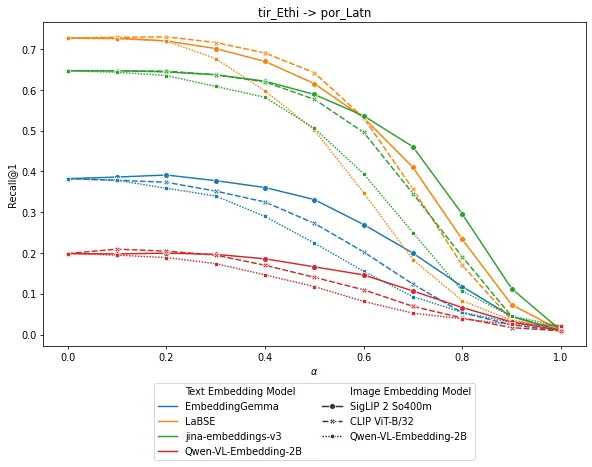 tir_Ethi -> por_Latn
Recall@1
0.7
0.6
0.5
0.4
0.3
0.2
0.1
0.0
0.0 0.2 0.4 0.6 0.8 1.0
α
Text Embedding Model Image Embedding Model
EmbeddingGemma SigLIP 2 So400m
LaBSE CLIP ViT-B/32
jina-embeddings-v3 Qwen-VL-Embedding-2B
Qwen-VL-Embedding-2B